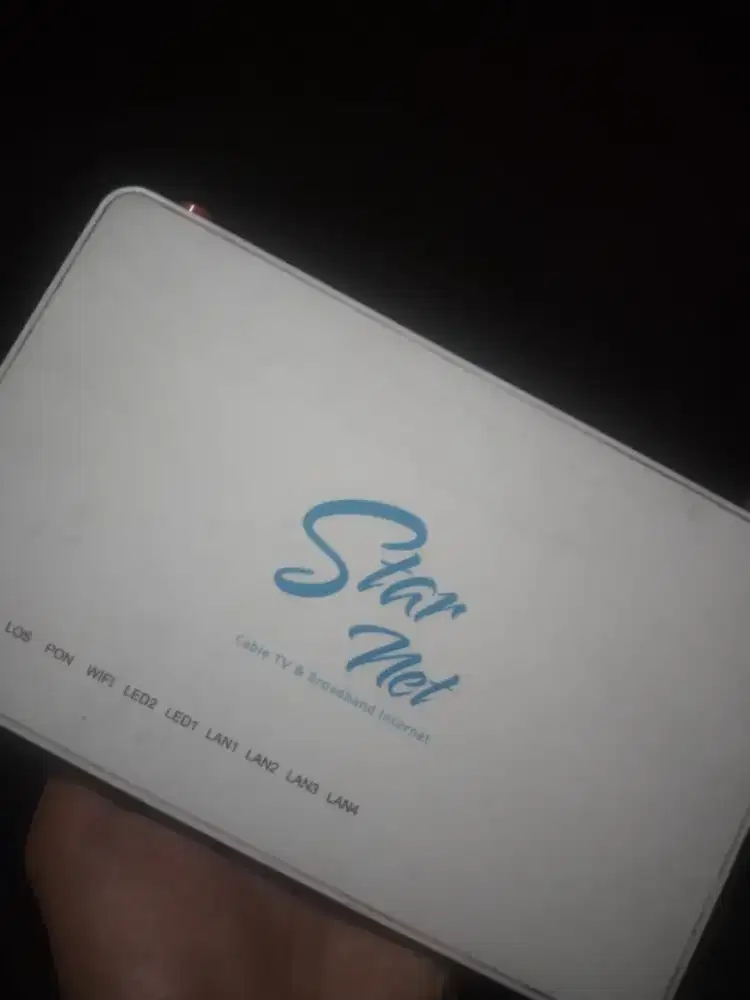 Star
Net
Cable TV & Broadband Internet
LOS PON WIFI LED2 LED1 LAN1 LAN2 LAN3 LAN4